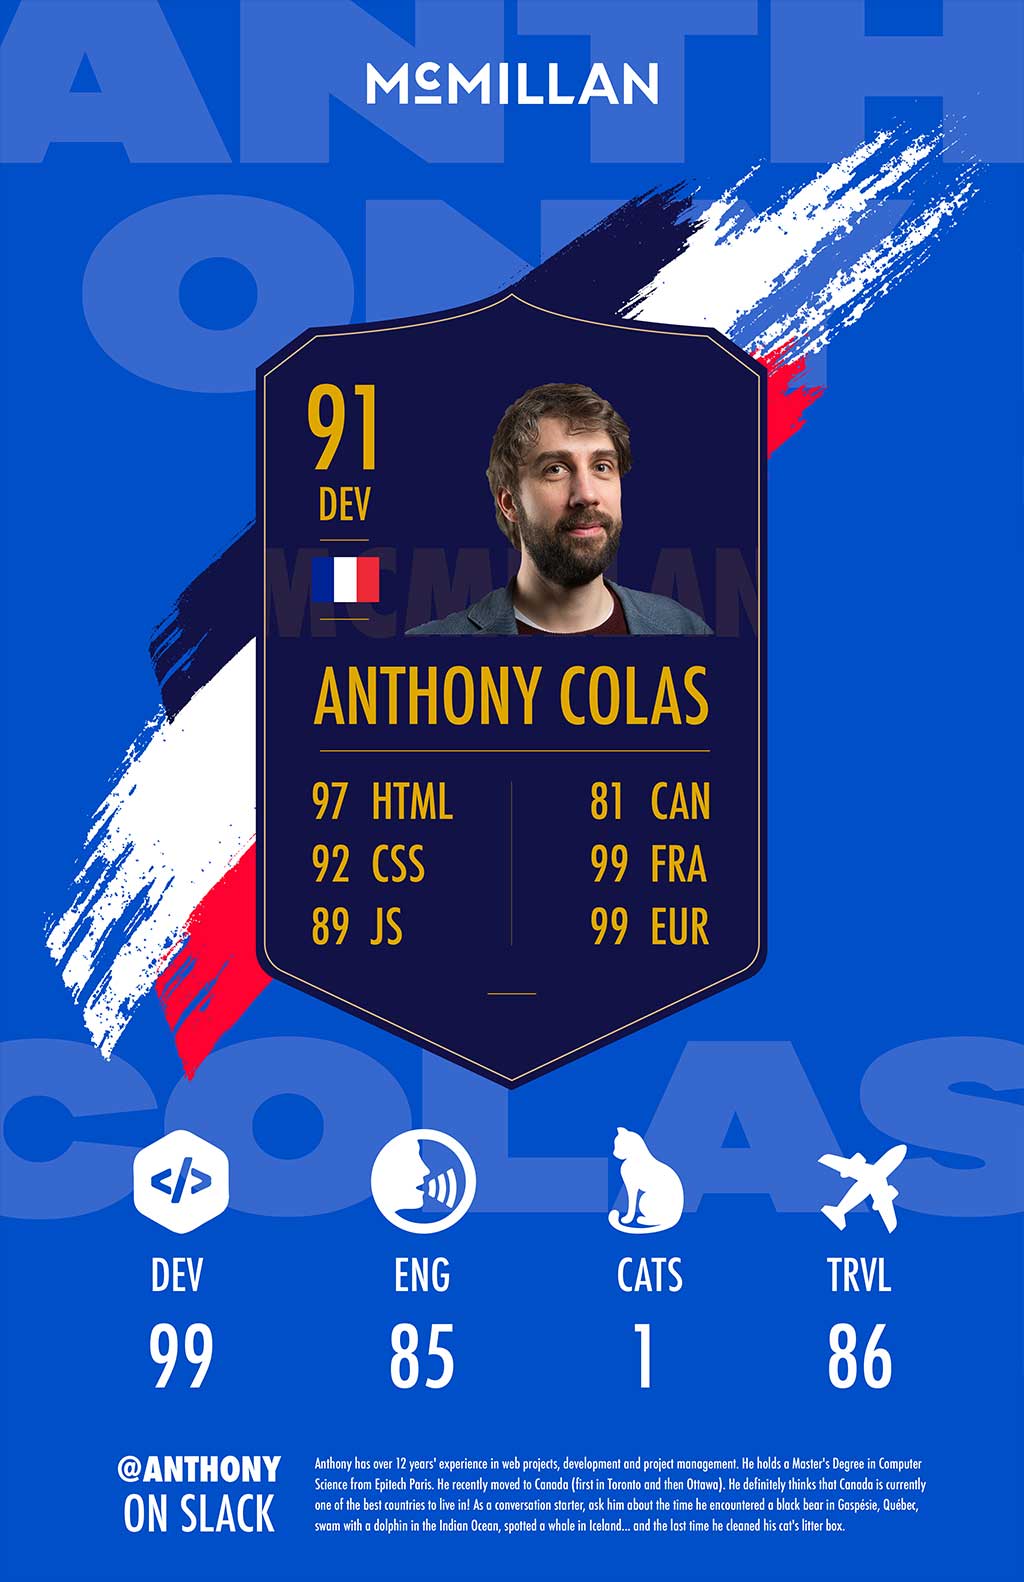 ANTH
McMILLAN
ONY
91
DEV
MCMILLAN
ANTHONY COLAS
97 HTML
92 CSS
89 JS
81 CAN
99 FRA
99 EUR
COLAS
</>
DEV
99
ENG
85
CATS
1
TRVL
86
@ANTHONY
ON SLACK
Anthony has over 12 years' experience in web projects, development and project management. He holds a Master's Degree in Computer
Science from Epitech Paris. He recently moved to Canada (first in Toronto and then Ottawa). He definitely thinks that Canada is currently
one of the best countries to live in! As a conversation starter, ask him about the time he encountered a black bear in Gaspésie, Québec,
swam with a dolphin in the Indian Ocean, spotted a whale in Iceland... and the last time he cleaned his cat's litter box.